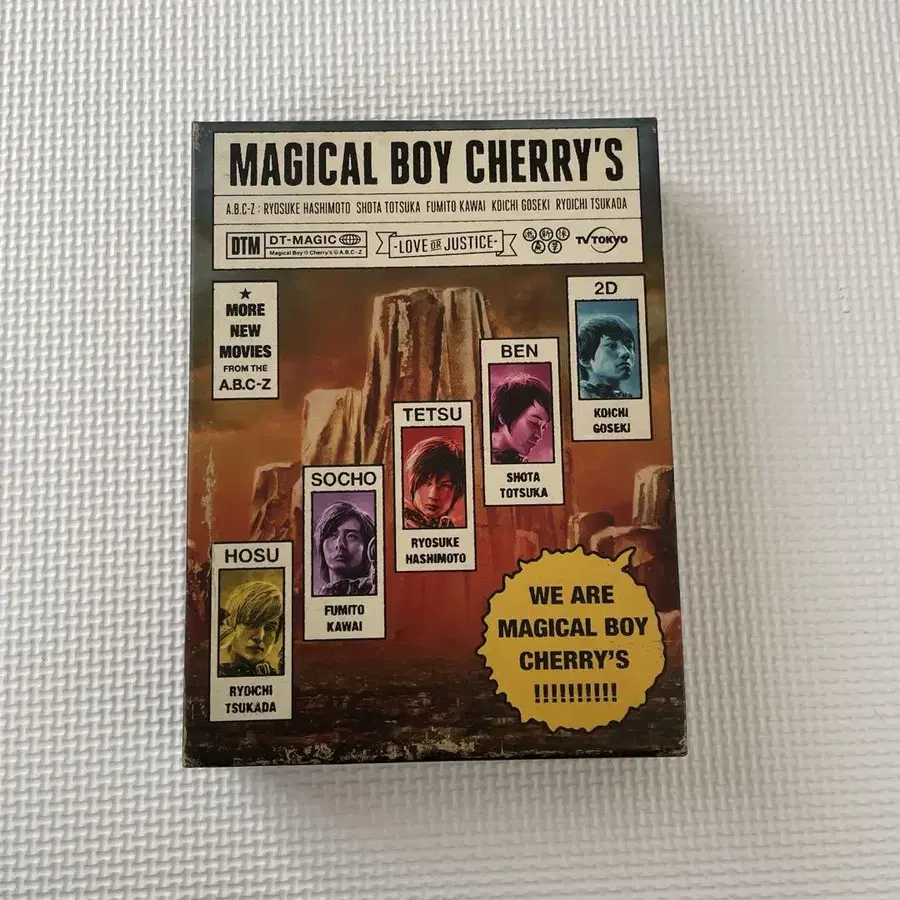 MAGICAL BOY CHERRY'S
A.B.C-Z : RYOSUKE HASHIMOTO SHOTA TOTSUKA FUMITO KAWAI KOICHI GOSEKI RYOICHI TSUKADA
DTM
DT-MAGIC
Magical Boy © Cherry's © A.B.C-Z
-LOVE OR JUSTICE-
TV TOKYO
★
MORE
NEW
MOVIES
FROM THE
A.B.C-Z
2D
KOICHI
GOSEKI
BEN
SHOTA
TOTSUKA
TETSU
RYOSUKE
HASHIMOTO
SOCHO
FUMITO
KAWAI
HOSU
RYOICHI
TSUKADA
WE ARE
MAGICAL BOY
CHERRY'S
!!!!!!!!!!